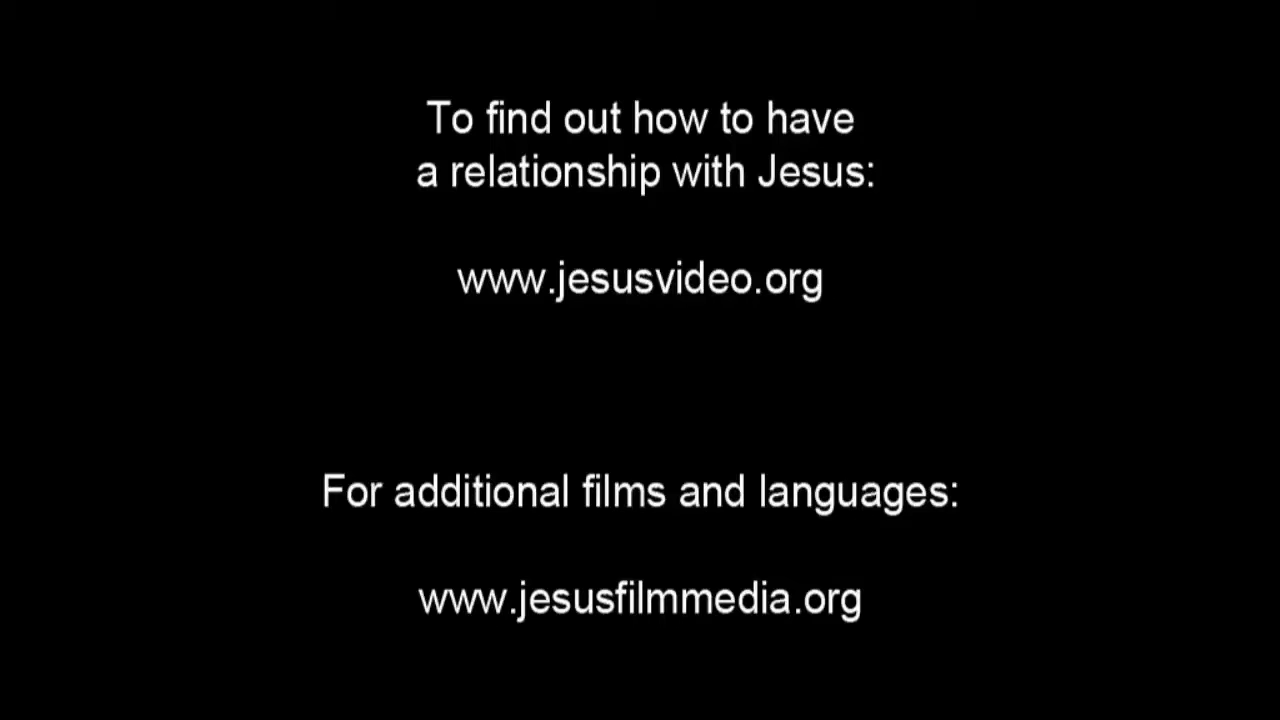 To find out how to have
a relationship with Jesus:
www.jesusvideo.org
For additional films and languages:
www.jesusfilmmedia.org